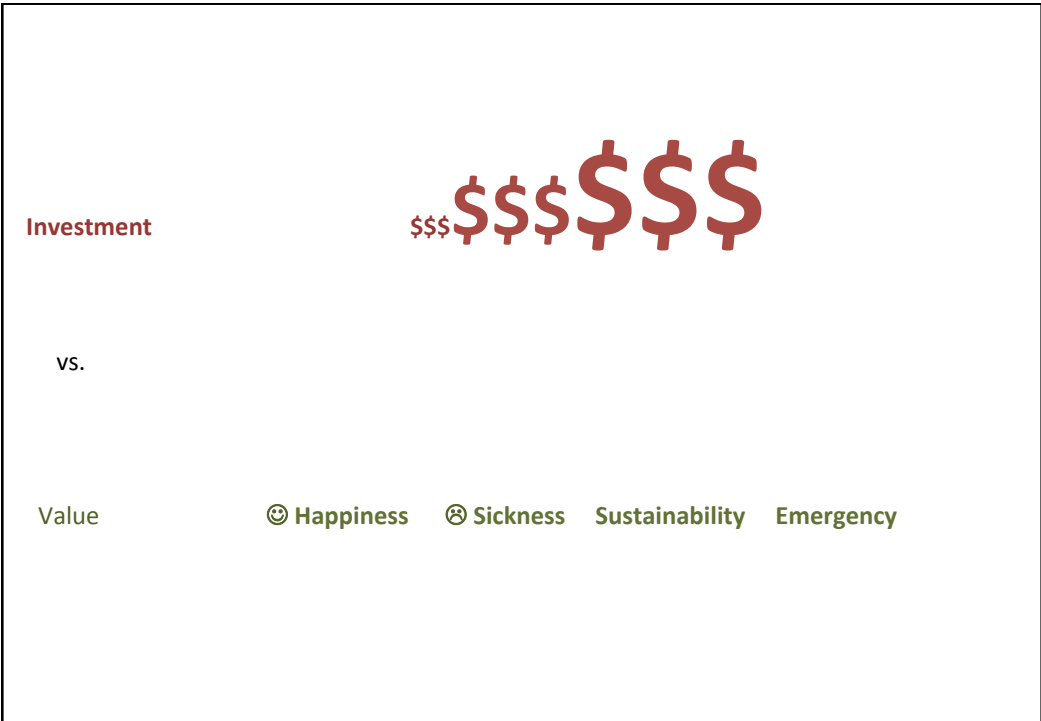 Investment $$$$$$$$$
vs.
Value ☺ Happiness ☹ Sickness Sustainability Emergency